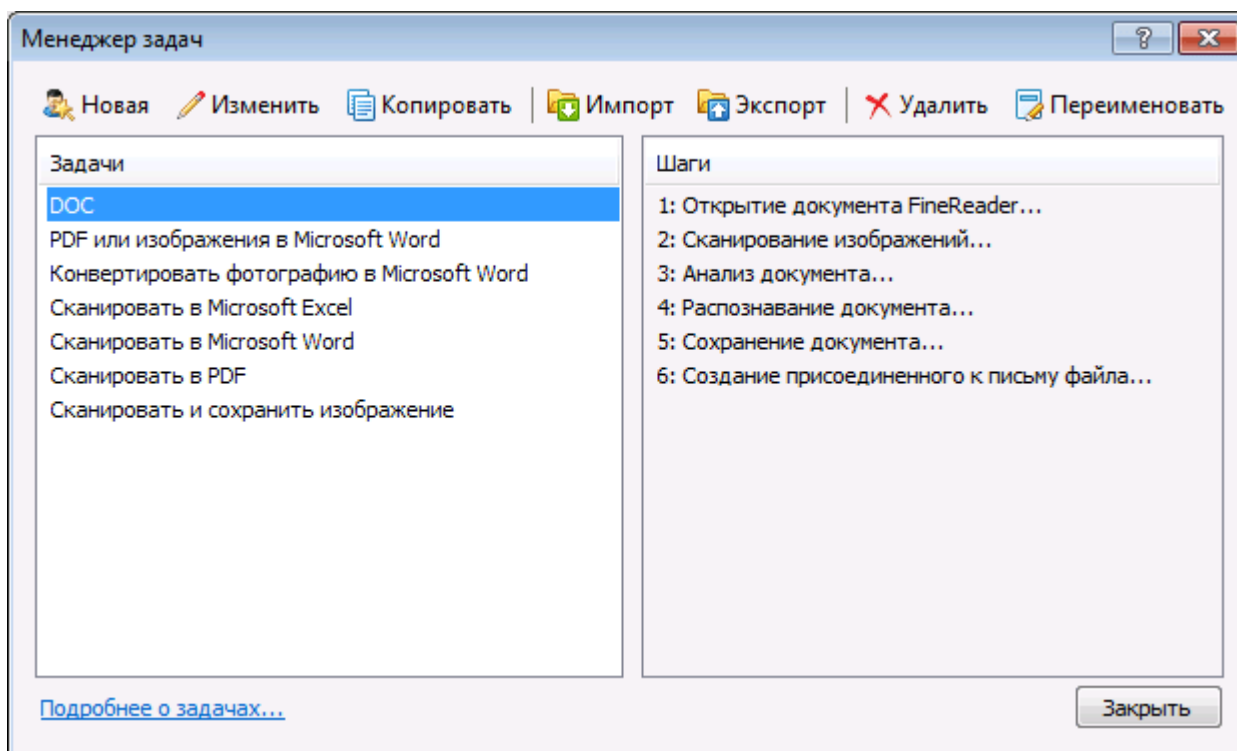 Менеджер задач
Новая Изменить Копировать Импорт Экспорт Удалить Переименовать
Задачи
DOC
PDF или изображения в Microsoft Word
Конвертировать фотографию в Microsoft Word
Сканировать в Microsoft Excel
Сканировать в Microsoft Word
Сканировать в PDF
Сканировать и сохранить изображение
Шаги
1: Открытие документа FineReader...
2: Сканирование изображений...
3: Анализ документа...
4: Распознавание документа...
5: Сохранение документа...
6: Создание присоединенного к письму файла...
Подробнее о задачах...
Закрыть